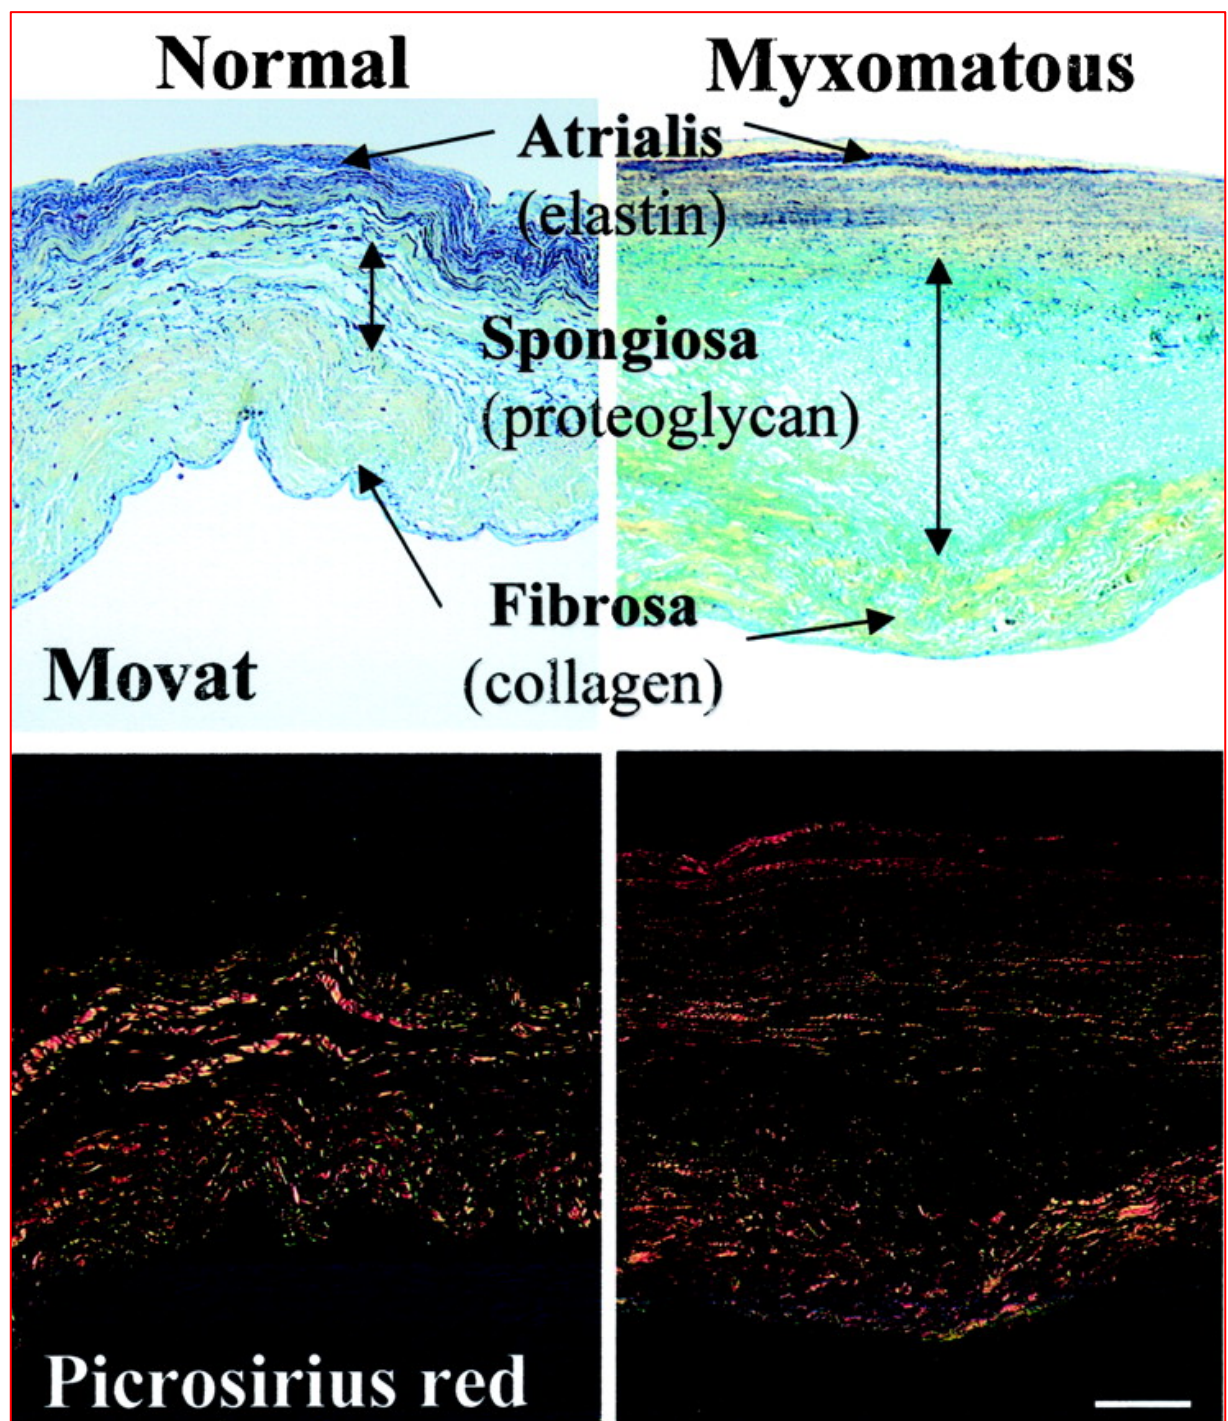 Normal
Myxomatous
Atrialis
(elastin)
Spongiosa
(proteoglycan)
Fibrosa
(collagen)
Movat
Picrosirius red